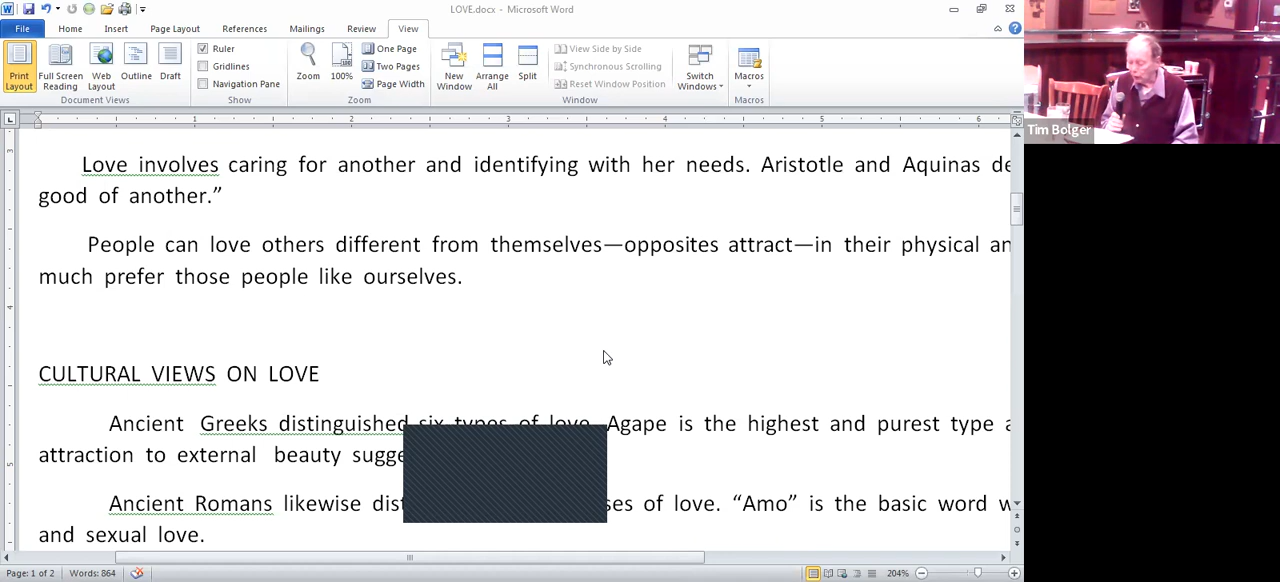 LOVE.docx - Microsoft Word
File Home Insert Page Layout References Mailings Review View
Print Layout
Full Screen Reading
Web Layout
Outline
Draft
Document Views
Ruler
Gridlines
Navigation Pane
Show
Zoom
100%
One Page
Two Pages
Page Width
Zoom
New Window
Arrange All
Split
View Side by Side
Synchronous Scrolling
Reset Window Position
Window
Switch Windows
Macros
Macros
Tim Bolger
1 2 3 4 5 6
Love involves caring for another and identifying with her needs. Aristotle and Aquinas de
good of another.”
People can love others different from themselves—opposites attract—in their physical an
much prefer those people like ourselves.
CULTURAL VIEWS ON LOVE
Ancient Greeks distinguished six types of love. Agape is the highest and purest type a
attraction to external beauty sugge
Ancient Romans likewise dist ses of love. “Amo” is the basic word w
and sexual love.
Page: 1 of 2 Words: 864 204%